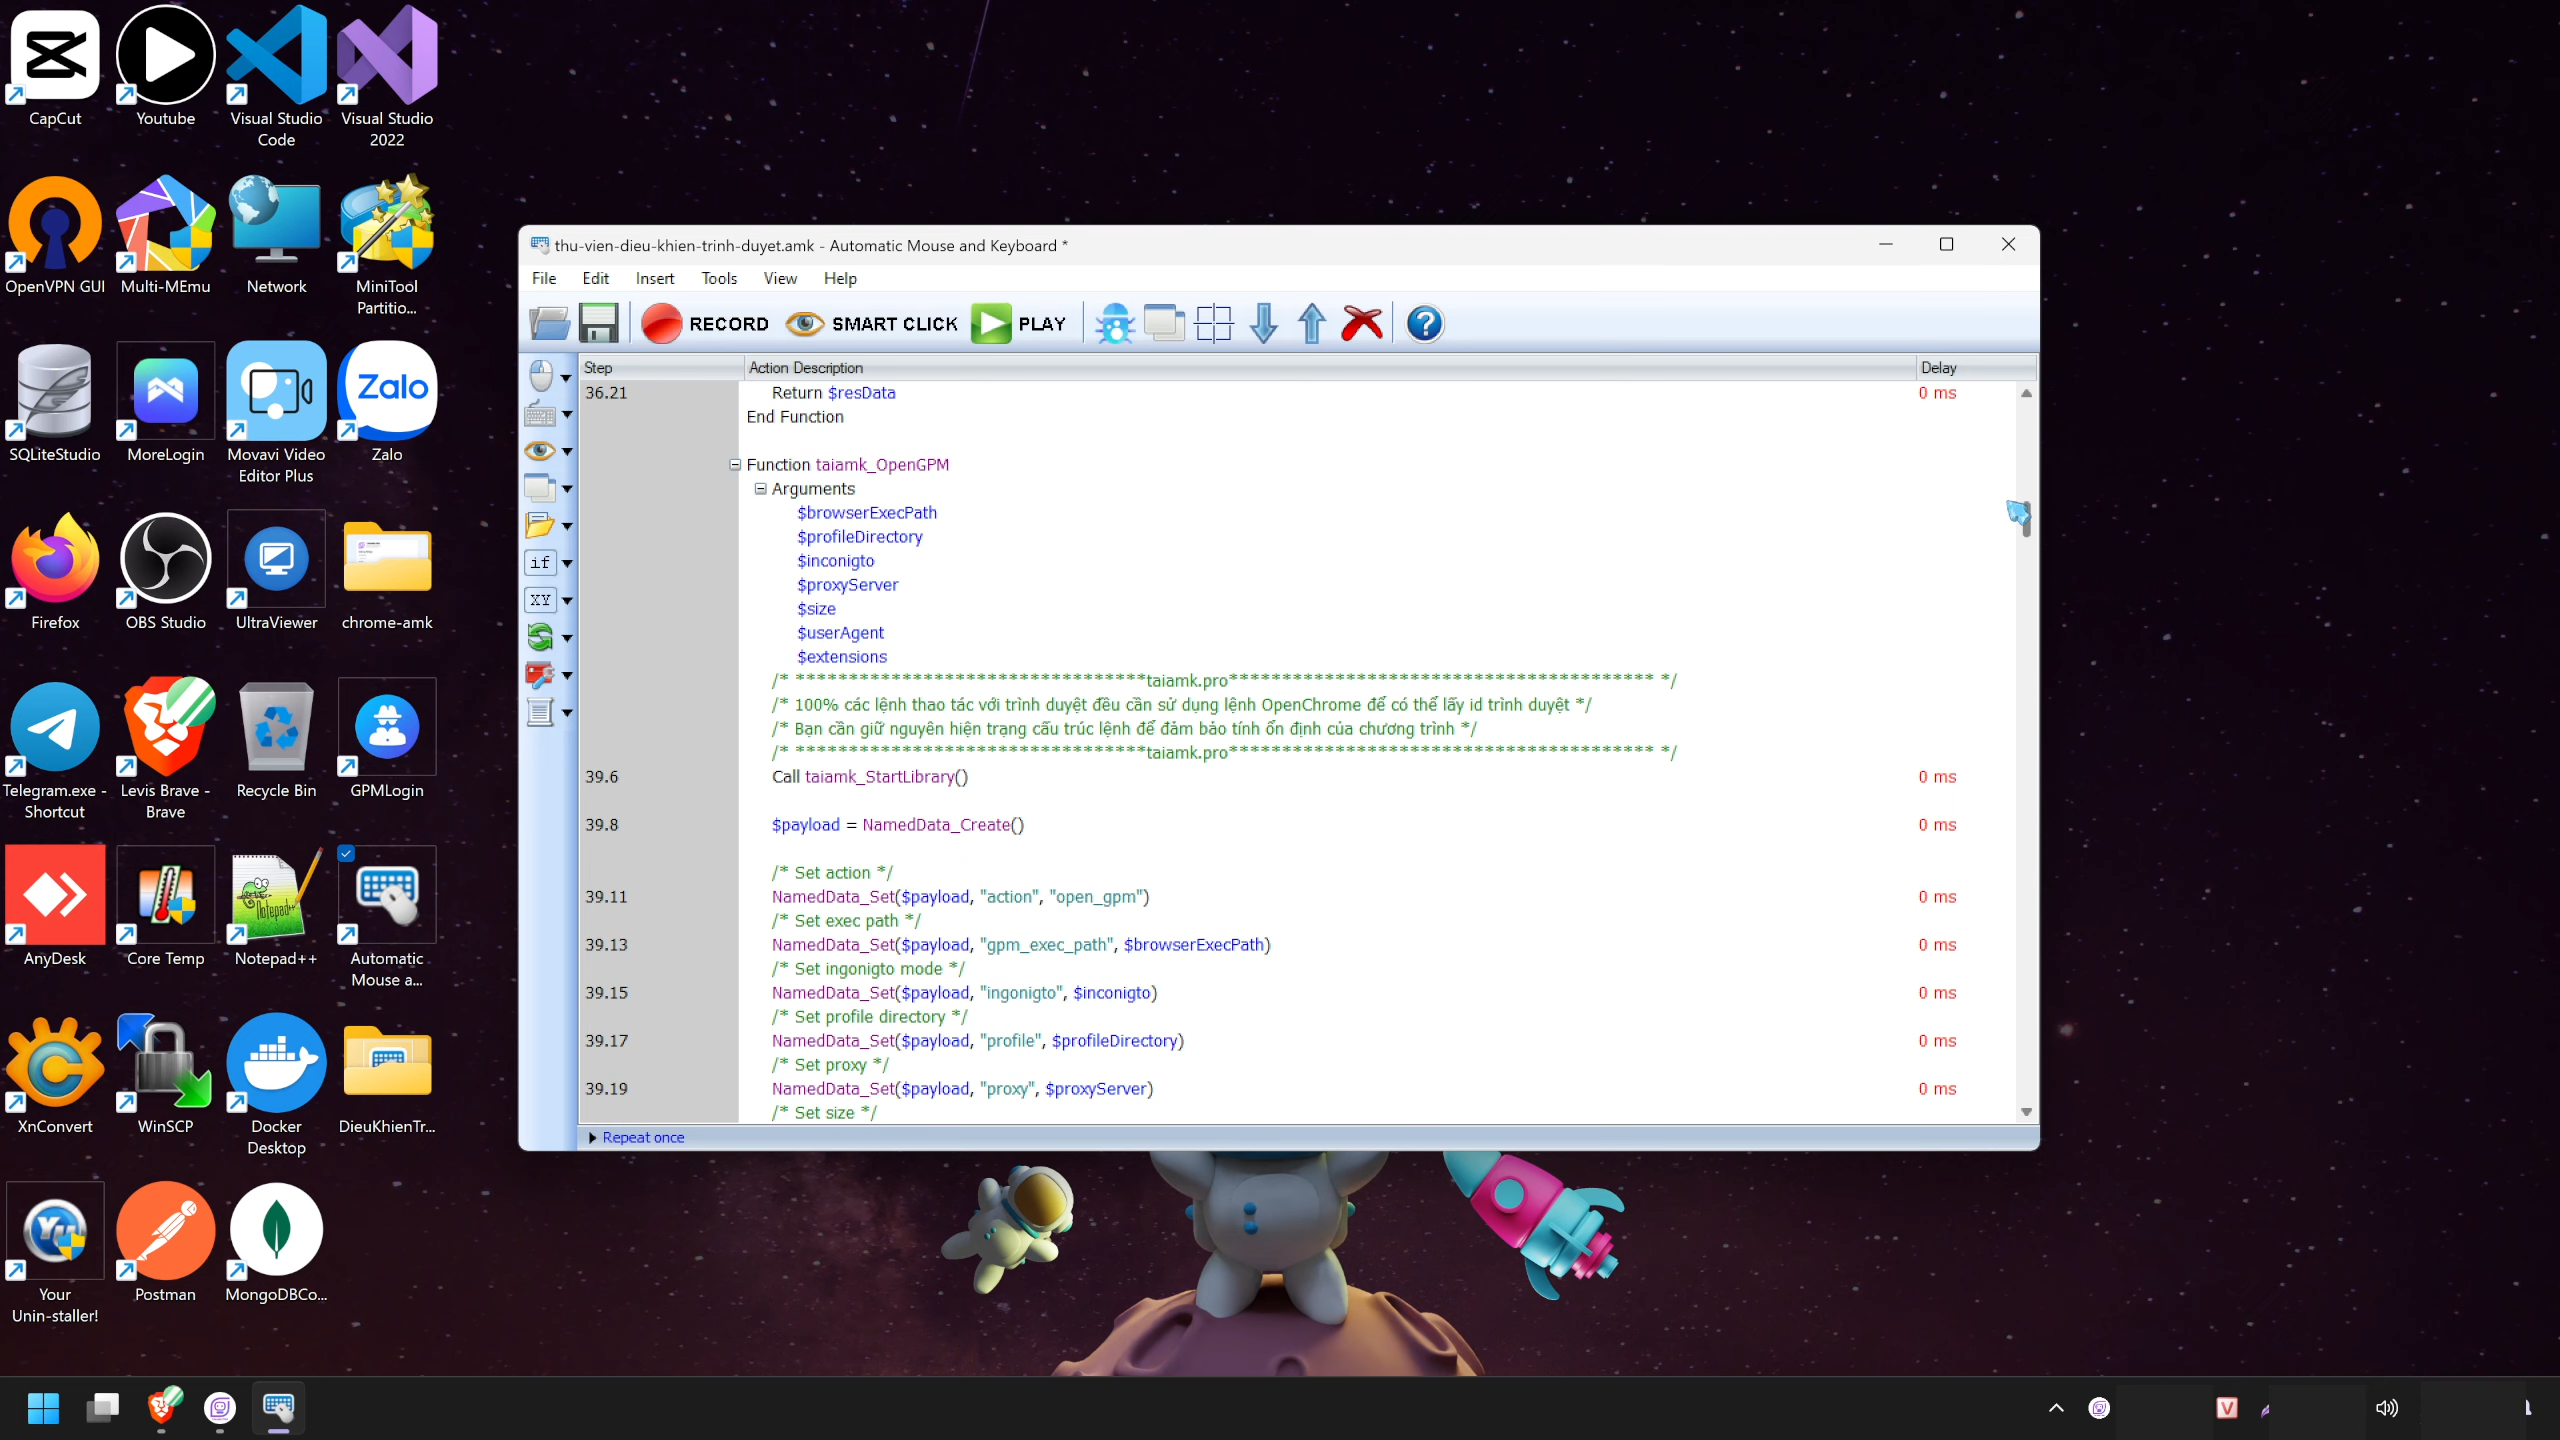 CapCut
Youtube
Visual Studio Code
Visual Studio 2022
OpenVPN GUI
Multi-MEmu
Network
MiniTool Partitio...
SQLiteStudio
MoreLogin
Movavi Video Editor Plus
Zalo
Zalo
Firefox
OBS Studio
UltraViewer
chrome-amk
Telegram.exe - Shortcut
Levis Brave - Brave
Recycle Bin
GPMLogin
AnyDesk
Core Temp
Notepad++
Automatic Mouse a...
XnConvert
WinSCP
Docker Desktop
DieuKhienTr...
Your Unin-staller!
Postman
MongoDBCo...
thu-vien-dieu-khien-trinh-duyet.amk - Automatic Mouse and Keyboard *
File Edit Insert Tools View Help
RECORD SMART CLICK PLAY
if
XY
Step Action Description Delay
36.21 Return $resData 0 ms
End Function
Function taiamk_OpenGPM
Arguments
$browserExecPath
$profileDirectory
$inconigto
$proxyServer
$size
$userAgent
$extensions
/* *********************************taiamk.pro**************************************** */
/* 100% các lệnh thao tác với trình duyệt đều cần sử dụng lệnh OpenChrome để có thể lấy id trình duyệt */
/* Bạn cần giữ nguyên hiện trạng cấu trúc lệnh để đảm bảo tính ổn định của chương trình */
/* *********************************taiamk.pro**************************************** */
39.6 Call taiamk_StartLibrary() 0 ms
39.8 $payload = NamedData_Create() 0 ms
/* Set action */
39.11 NamedData_Set($payload, "action", "open_gpm") 0 ms
/* Set exec path */
39.13 NamedData_Set($payload, "gpm_exec_path", $browserExecPath) 0 ms
/* Set ingonigto mode */
39.15 NamedData_Set($payload, "ingonigto", $inconigto) 0 ms
/* Set profile directory */
39.17 NamedData_Set($payload, "profile", $profileDirectory) 0 ms
/* Set proxy */
39.19 NamedData_Set($payload, "proxy", $proxyServer) 0 ms
/* Set size */
Repeat once
V